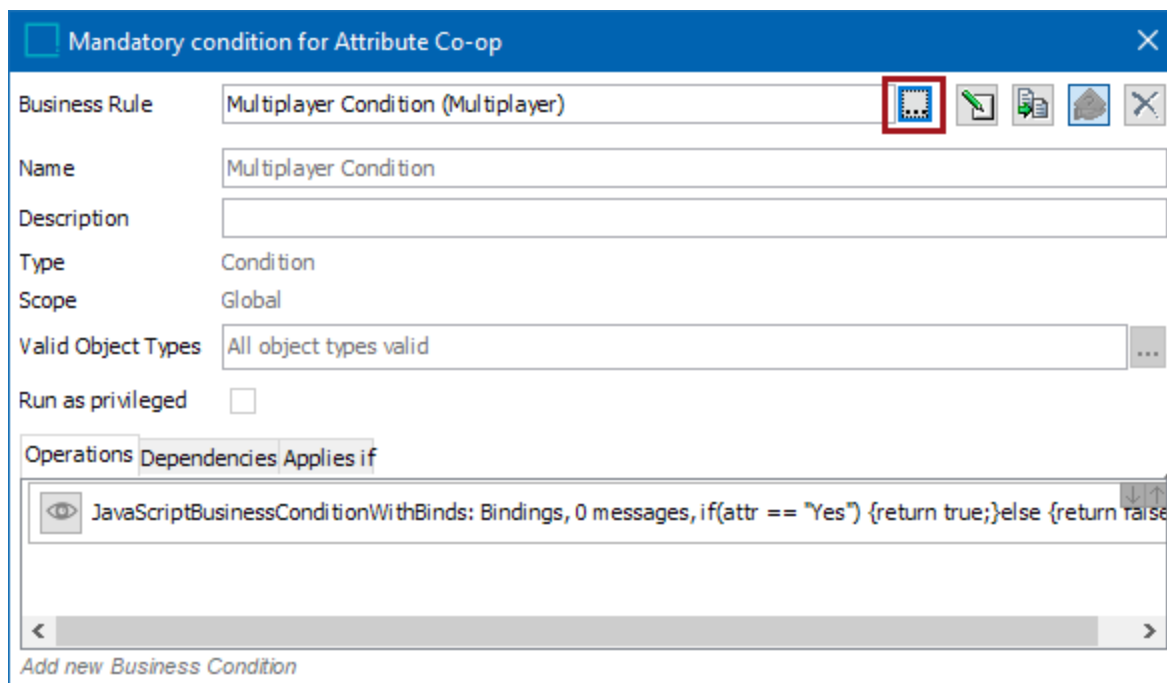 Mandatory condition for Attribute Co-op
Business Rule Multiplayer Condition (Multiplayer) ...
Name Multiplayer Condition
Description
Type Condition
Scope Global
Valid Object Types All object types valid ...
Run as privileged
Operations Dependencies Applies if
JavaScriptBusinessConditionWithBinds: Bindings, 0 messages, if(attr == "Yes") {return true;}else {return false
Add new Business Condition